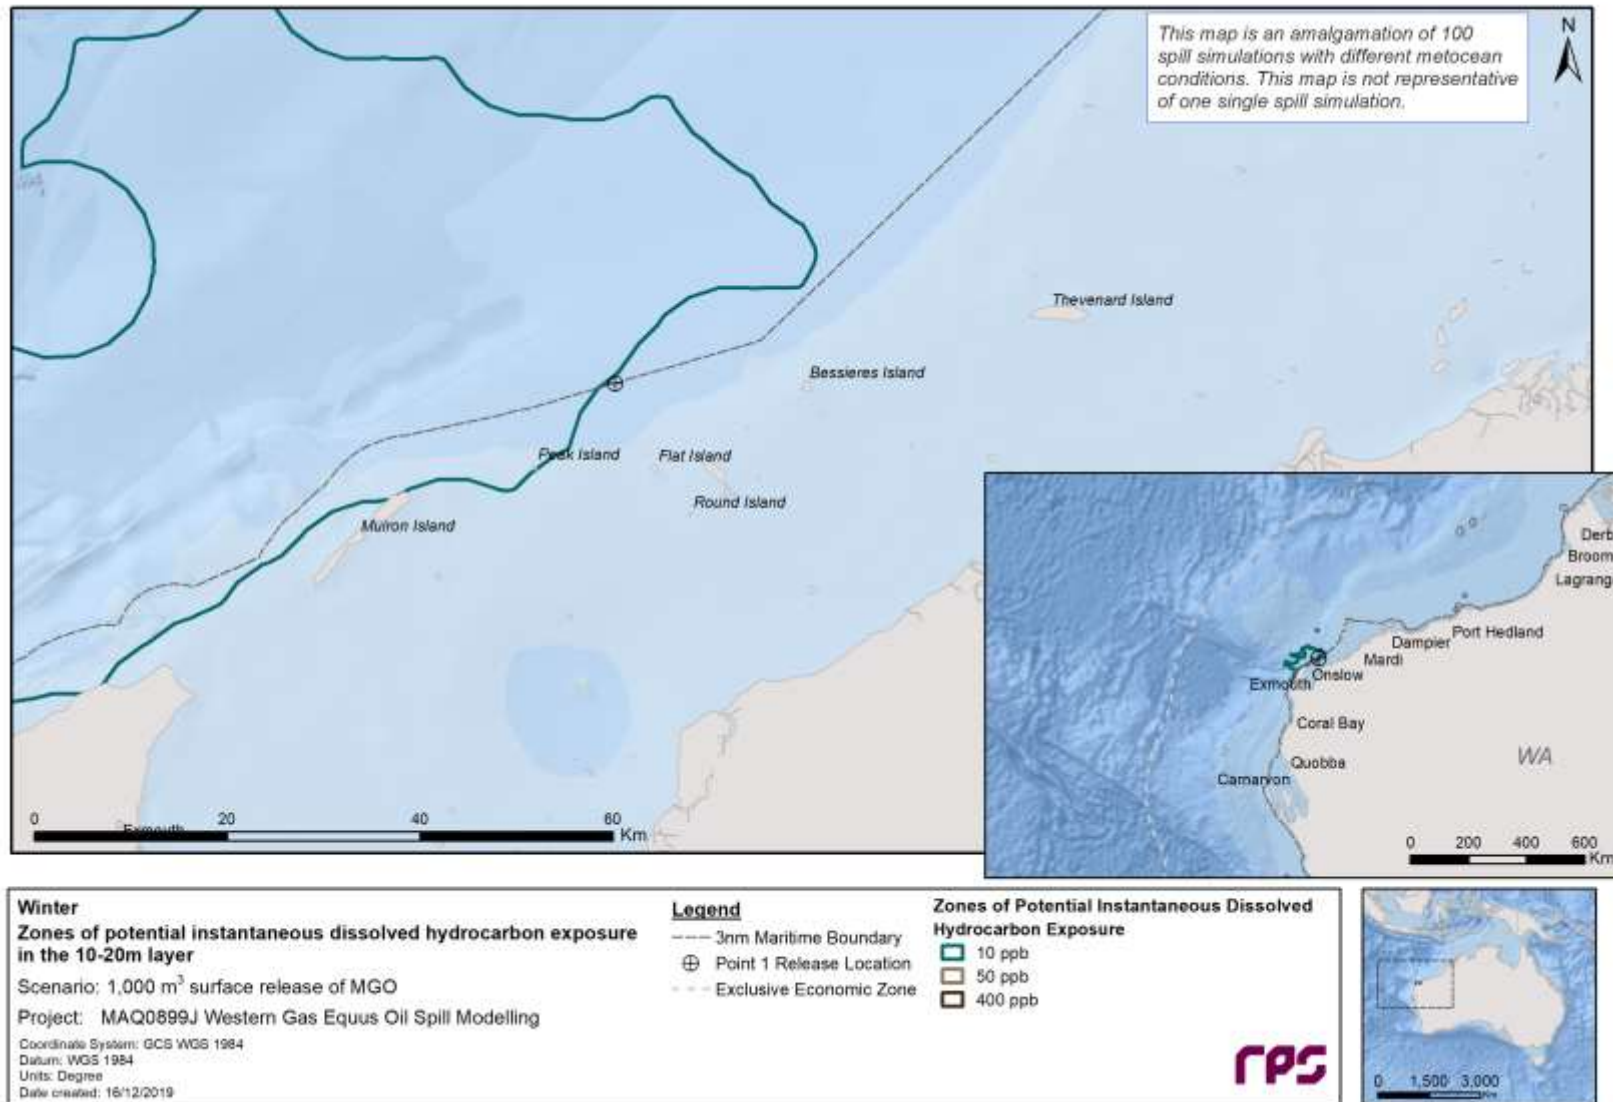 This map is an amalgamation of 100
spill simulations with different metocean
conditions. This map is not representative
of one single spill simulation.
N
Thevenard Island
Bessieres Island
Peak Island
Flat Island
Round Island
Muiron Island
Exmouth
0 20 40 60 Km
Derb
Broom
Lagrang
Port Hedland
Dampier
Mardi
Onslow
Exmouth
Coral Bay
WA
Quobba
Carnarvon
0 200 400 600 Km
Winter
Zones of potential instantaneous dissolved hydrocarbon exposure
in the 10-20m layer
Scenario: 1,000 m³ surface release of MGO
Project: MAQ0899J Western Gas Equus Oil Spill Modelling
Coordinate System: GCS WGS 1984
Datum: WGS 1984
Units: Degree
Date created: 16/12/2019
Legend
3nm Maritime Boundary
Point 1 Release Location
Exclusive Economic Zone
Zones of Potential Instantaneous Dissolved
Hydrocarbon Exposure
10 ppb
50 ppb
400 ppb
rps
0 1,500 3,000
Km